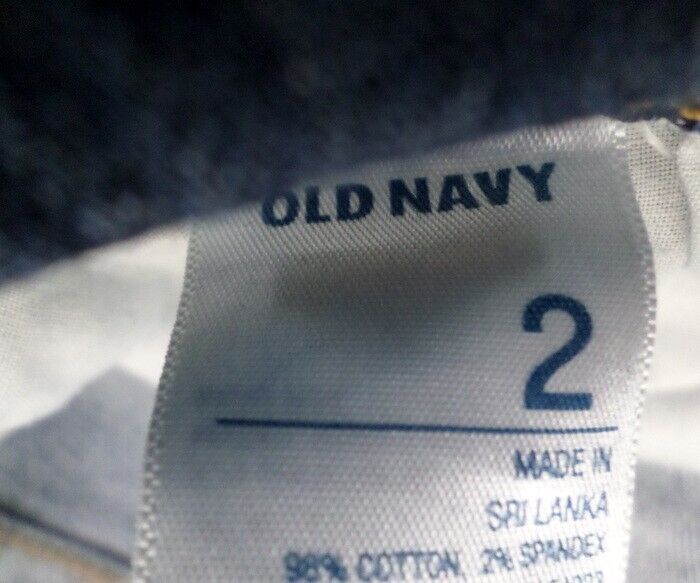 OLD NAVY
2
MADE IN
SRI LANKA
98% COTTON, 2% SPANDEX